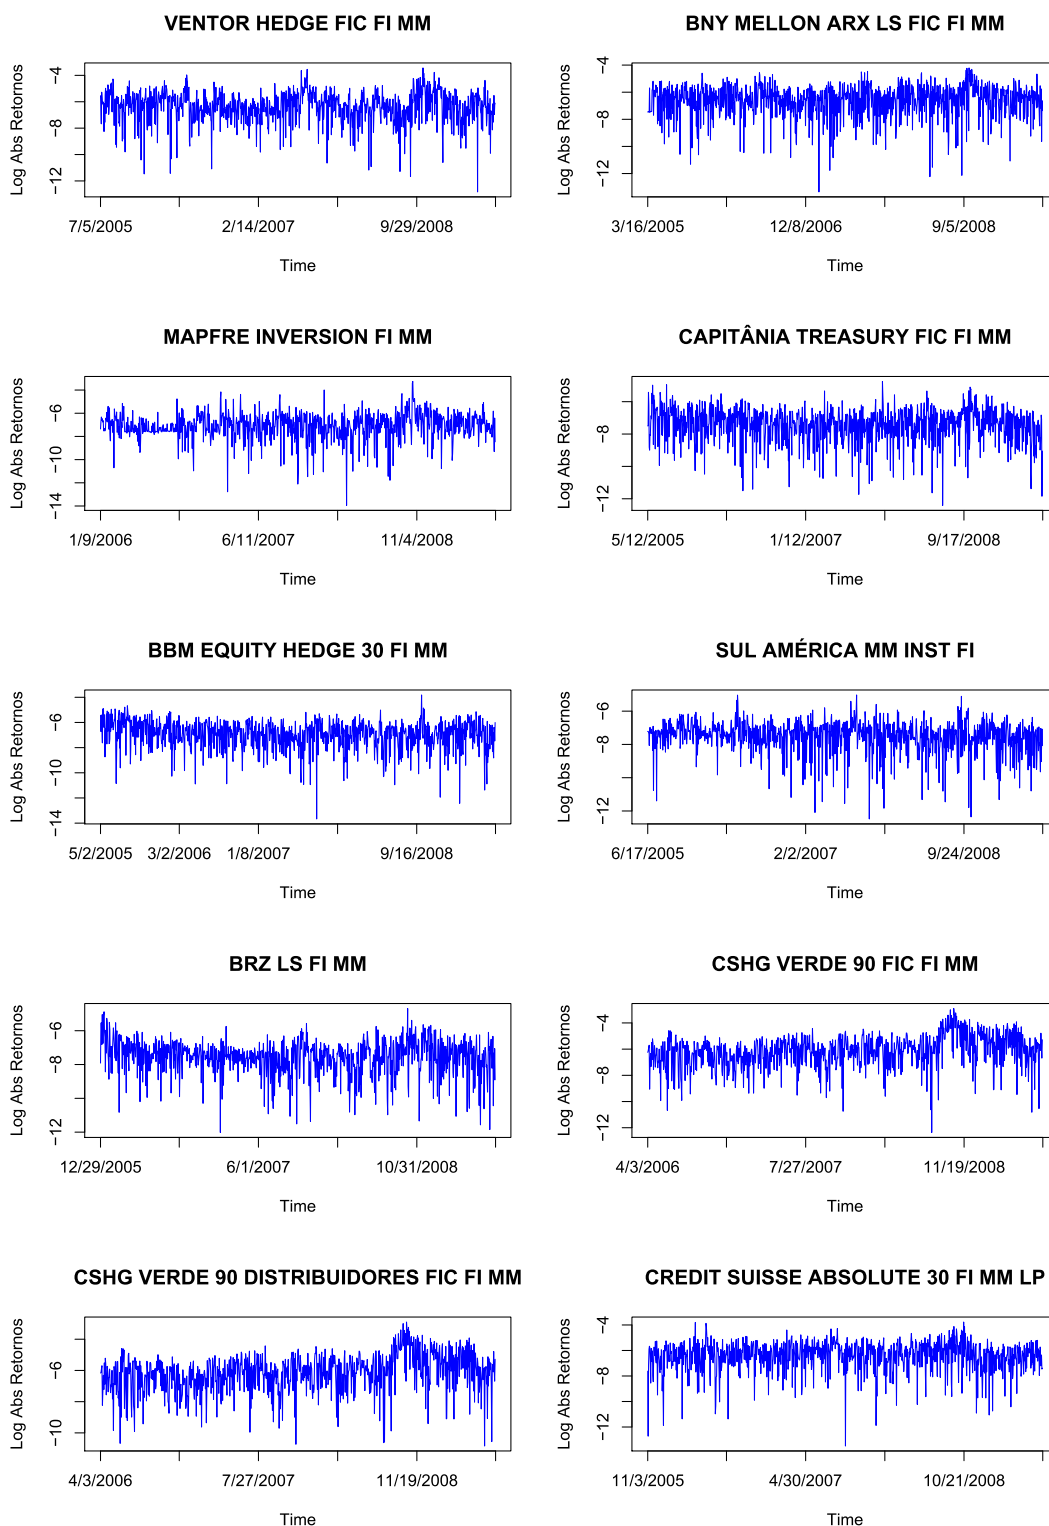 VENTOR HEDGE FIC FI MM
Log Abs Retornos
−4
−8
−12
7/5/2005 2/14/2007 9/29/2008
Time
BNY MELLON ARX LS FIC FI MM
Log Abs Retornos
−4
−8
−12
3/16/2005 12/8/2006 9/5/2008
Time
MAPFRE INVERSION FI MM
Log Abs Retornos
−6
−10
−14
1/9/2006 6/11/2007 11/4/2008
Time
CAPITÂNIA TREASURY FIC FI MM
Log Abs Retornos
−8
−12
5/12/2005 1/12/2007 9/17/2008
Time
BBM EQUITY HEDGE 30 FI MM
Log Abs Retornos
−6
−10
−14
5/2/2005 3/2/2006 1/8/2007 9/16/2008
Time
SUL AMÉRICA MM INST FI
Log Abs Retornos
−6
−8
−12
6/17/2005 2/2/2007 9/24/2008
Time
BRZ LS FI MM
Log Abs Retornos
−6
−8
−12
12/29/2005 6/1/2007 10/31/2008
Time
CSHG VERDE 90 FIC FI MM
Log Abs Retornos
−4
−8
−12
4/3/2006 7/27/2007 11/19/2008
Time
CSHG VERDE 90 DISTRIBUIDORES FIC FI MM
Log Abs Retornos
−6
−10
4/3/2006 7/27/2007 11/19/2008
Time
CREDIT SUISSE ABSOLUTE 30 FI MM LP
Log Abs Retornos
−4
−8
−12
11/3/2005 4/30/2007 10/21/2008
Time